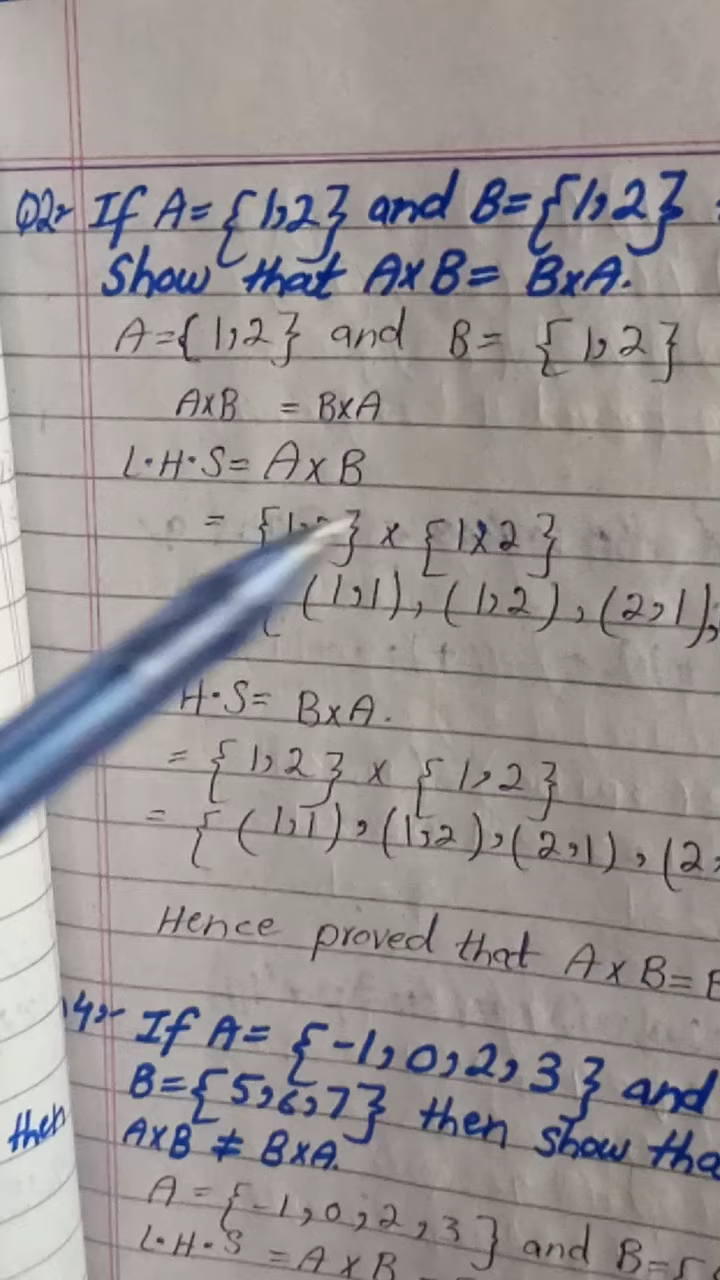 Q2:- If A = {1,2} and B = {1,2}
Show that A×B = B×A.
A = {1,2} and B = {1,2}
A×B = B×A
L·H·S = A×B
= {1,2} × {1,2}
{(1,1), (1,2), (2,1),
H·S = B×A.
= {1,2} × {1,2}
= {(1,1), (1,2), (2,1), (2,
Hence proved that A×B =
4:- If A = {-1,0,2,3} and
B = {5,6,7} then show tha
then
A×B ≠ B×A.
A = {-1,0,2,3} and B = {
L·H·S = A×B